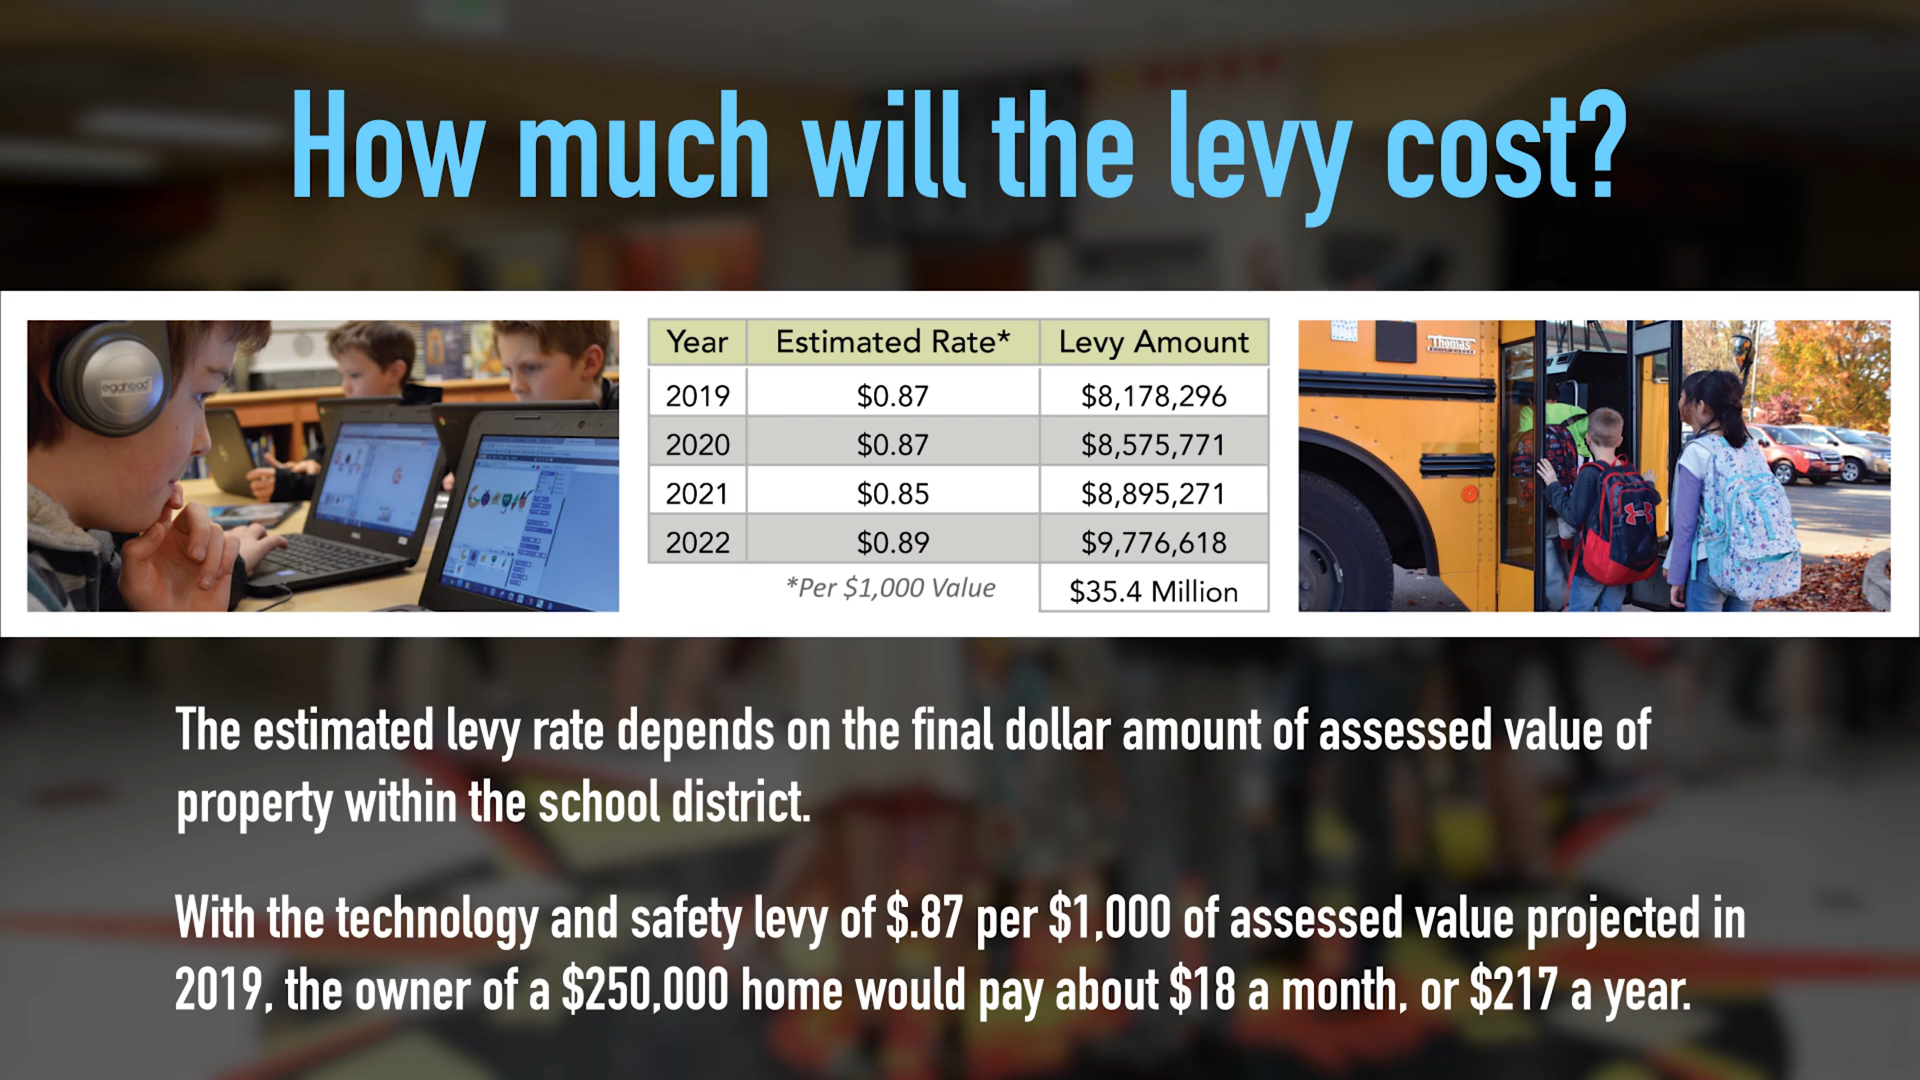 How much will the levy cost?
egghead
Thomas
Year Estimated Rate* Levy Amount
2019 $0.87 $8,178,296
2020 $0.87 $8,575,771
2021 $0.85 $8,895,271
2022 $0.89 $9,776,618
*Per $1,000 Value $35.4 Million
The estimated levy rate depends on the final dollar amount of assessed value of
property within the school district.
With the technology and safety levy of $.87 per $1,000 of assessed value projected in
2019, the owner of a $250,000 home would pay about $18 a month, or $217 a year.